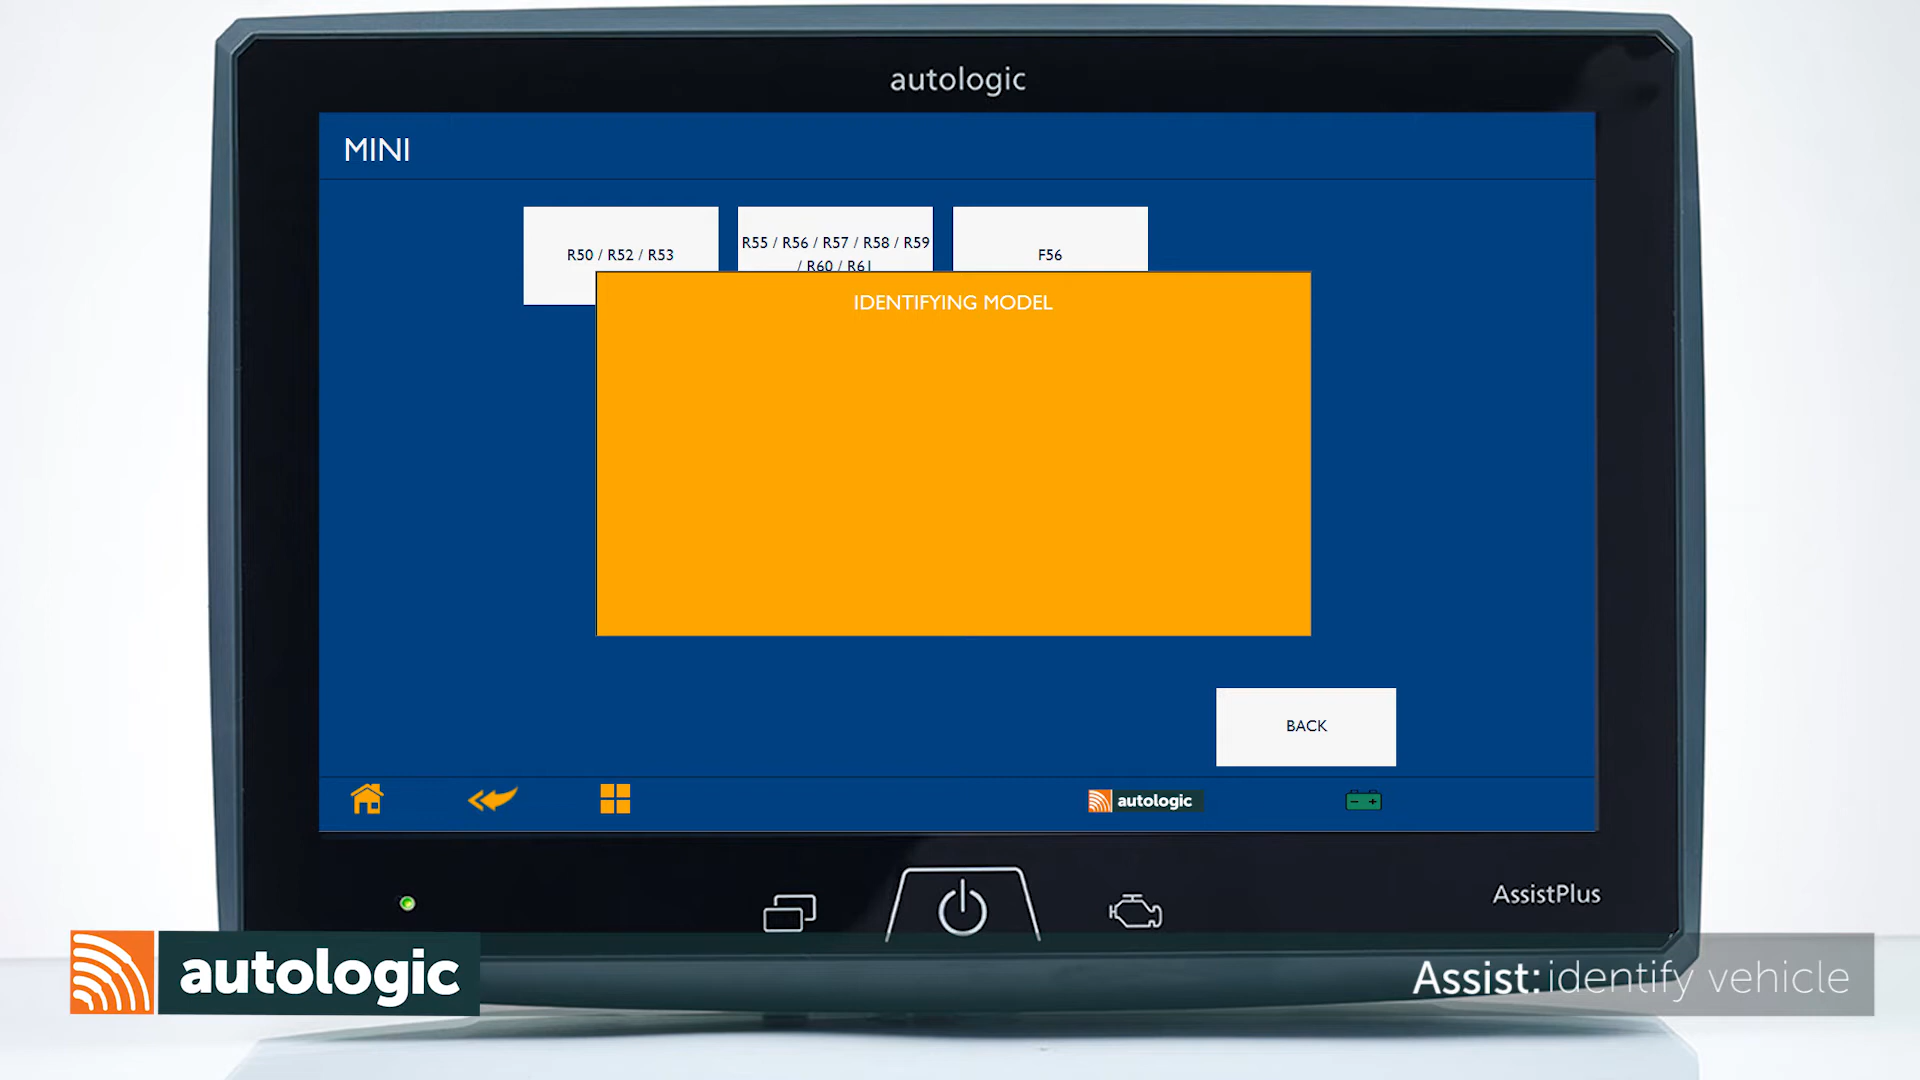 autologic
MINI
R50 / R52 / R53
R55 / R56 / R57 / R58 / R59
/ R60 / R61
F56
IDENTIFYING MODEL
BACK
autologic
AssistPlus
autologic
Assist: identify vehicle